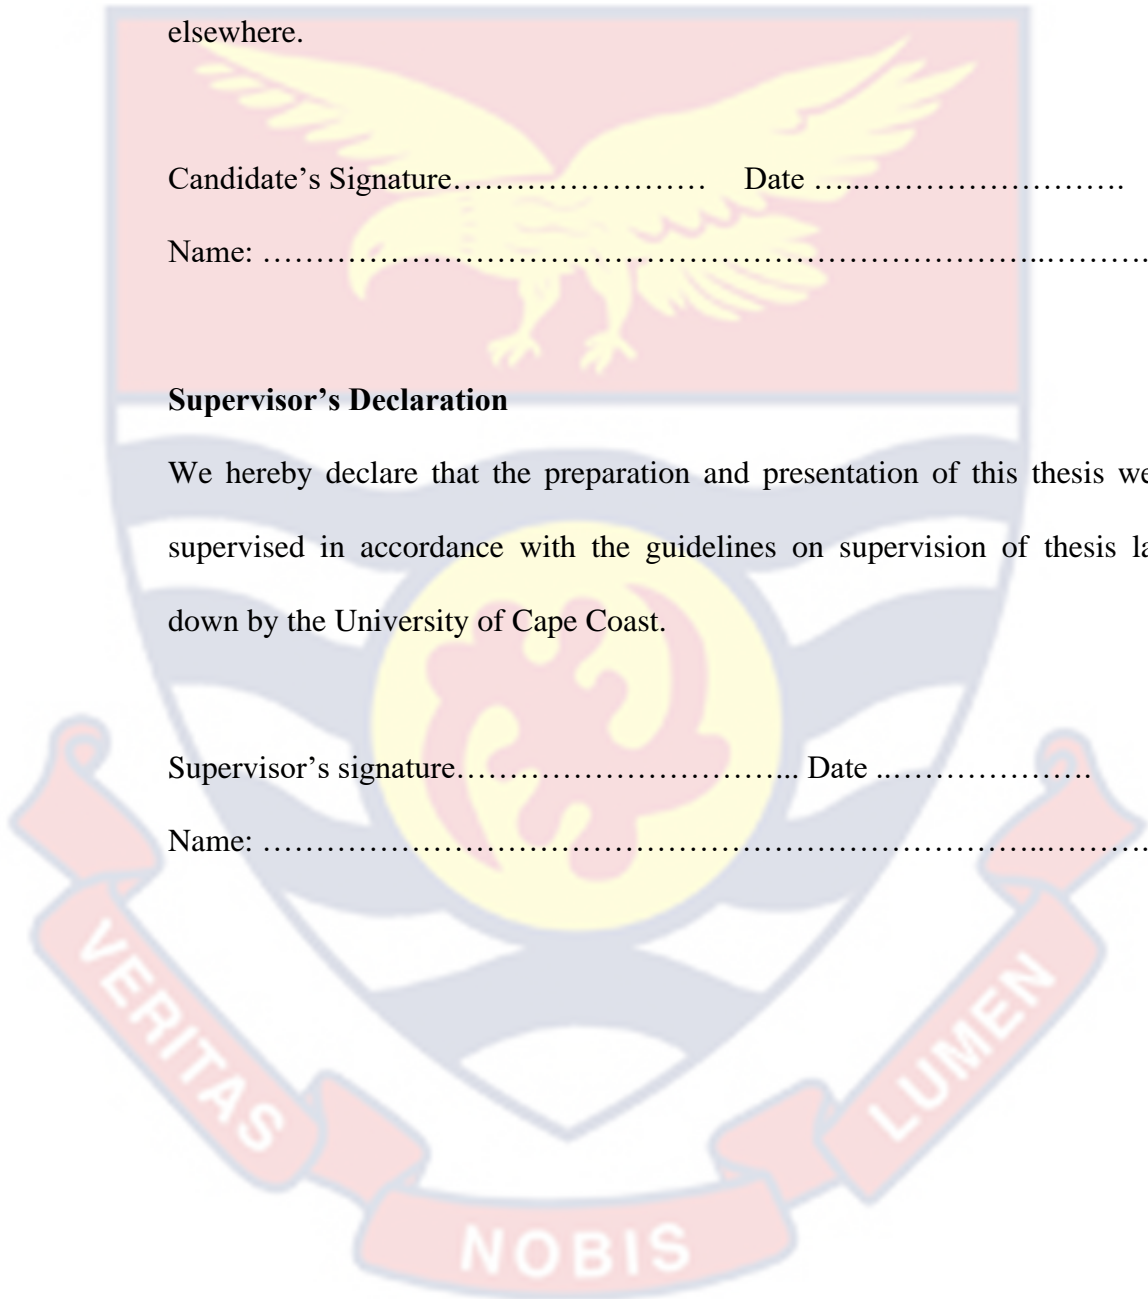 elsewhere.
Candidate’s Signature…………………… Date …..…………………….
Name: ………………………………………………………………..……….
Supervisor’s Declaration
We hereby declare that the preparation and presentation of this thesis we
supervised in accordance with the guidelines on supervision of thesis la
down by the University of Cape Coast.
Supervisor’s signature…………………………... Date ..……………….
Name: ………………………………………………………………..……….
VERITAS
NOBIS
LUMEN